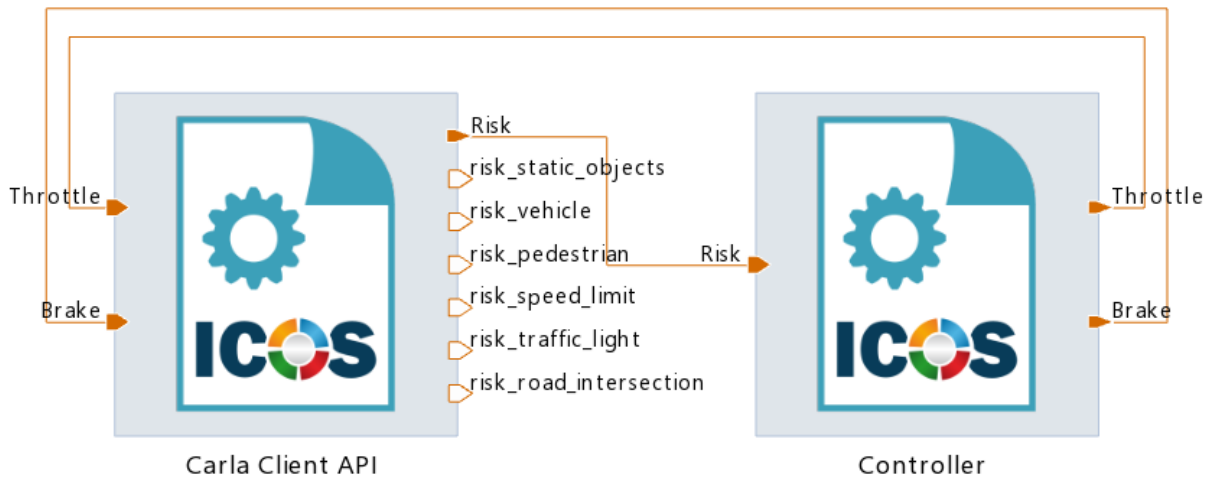 Risk
risk_static_objects
Throttle
risk_vehicle
Throttle
risk_pedestrian
Risk
risk_speed_limit
Brake
Brake
risk_traffic_light
ICOS
ICOS
risk_road_intersection
Carla Client API
Controller